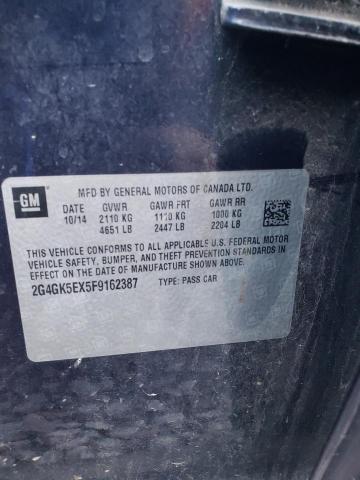 GM
MFD BY GENERAL MOTORS OF CANADA LTD.
DATE GVWR GAWR FRT GAWR RR
10/14 2110 KG 1110 KG 1000 KG
4651 LB 2447 LB 2204 LB
THIS VEHICLE CONFORMS TO ALL APPLICABLE U.S. FEDERAL MOTOR
VEHICLE SAFETY, BUMPER, AND THEFT PREVENTION STANDARDS IN
EFFECT ON THE DATE OF MANUFACTURE SHOWN ABOVE.
2G4GK5EX5F9162387 TYPE: PASS CAR